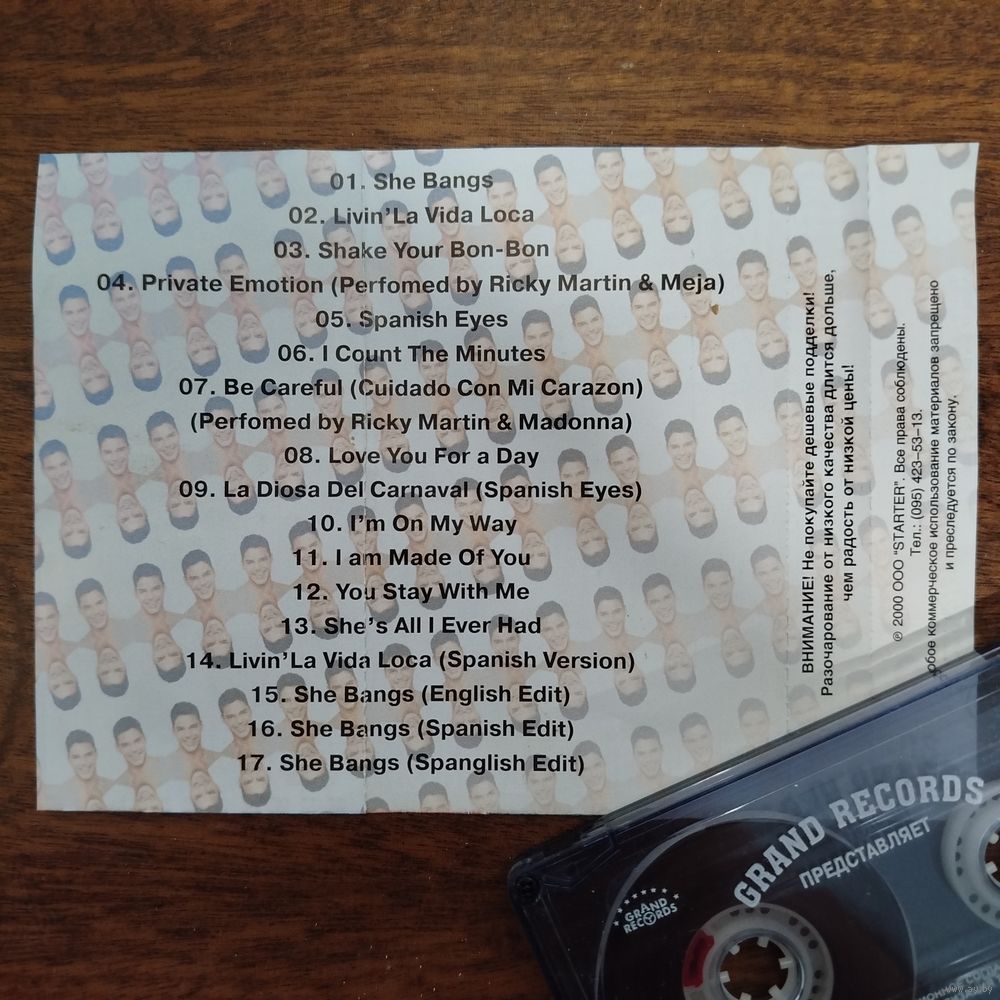 01. She Bangs
02. Livin'La Vida Loca
03. Shake Your Bon-Bon
04. Private Emotion (Perfomed by Ricky Martin & Meja)
05. Spanish Eyes
06. I Count The Minutes
07. Be Careful (Cuidado Con Mi Carazon)
(Perfomed by Ricky Martin & Madonna)
08. Love You For a Day
09. La Diosa Del Carnaval (Spanish Eyes)
10. I'm On My Way
11. I am Made Of You
12. You Stay With Me
13. She's All I Ever Had
14. Livin'La Vida Loca (Spanish Version)
15. She Bangs (English Edit)
16. She Bangs (Spanish Edit)
17. She Bangs (Spanglish Edit)
ВНИМАНИЕ! Не покупайте дешевые подделки!
Разочарование от низкого качества длится дольше,
чем радость от низкой цены!
℗ 2000 ООО "STARTER". Все права соблюдены.
Тел.: (095) 423–53–13.
коммерческое использование материалов запрещено
и преследуется по закону.
GRAND RECORDS
ПРЕДСТАВЛЯЕТ
GRAND
RECORDS
www.ay.by